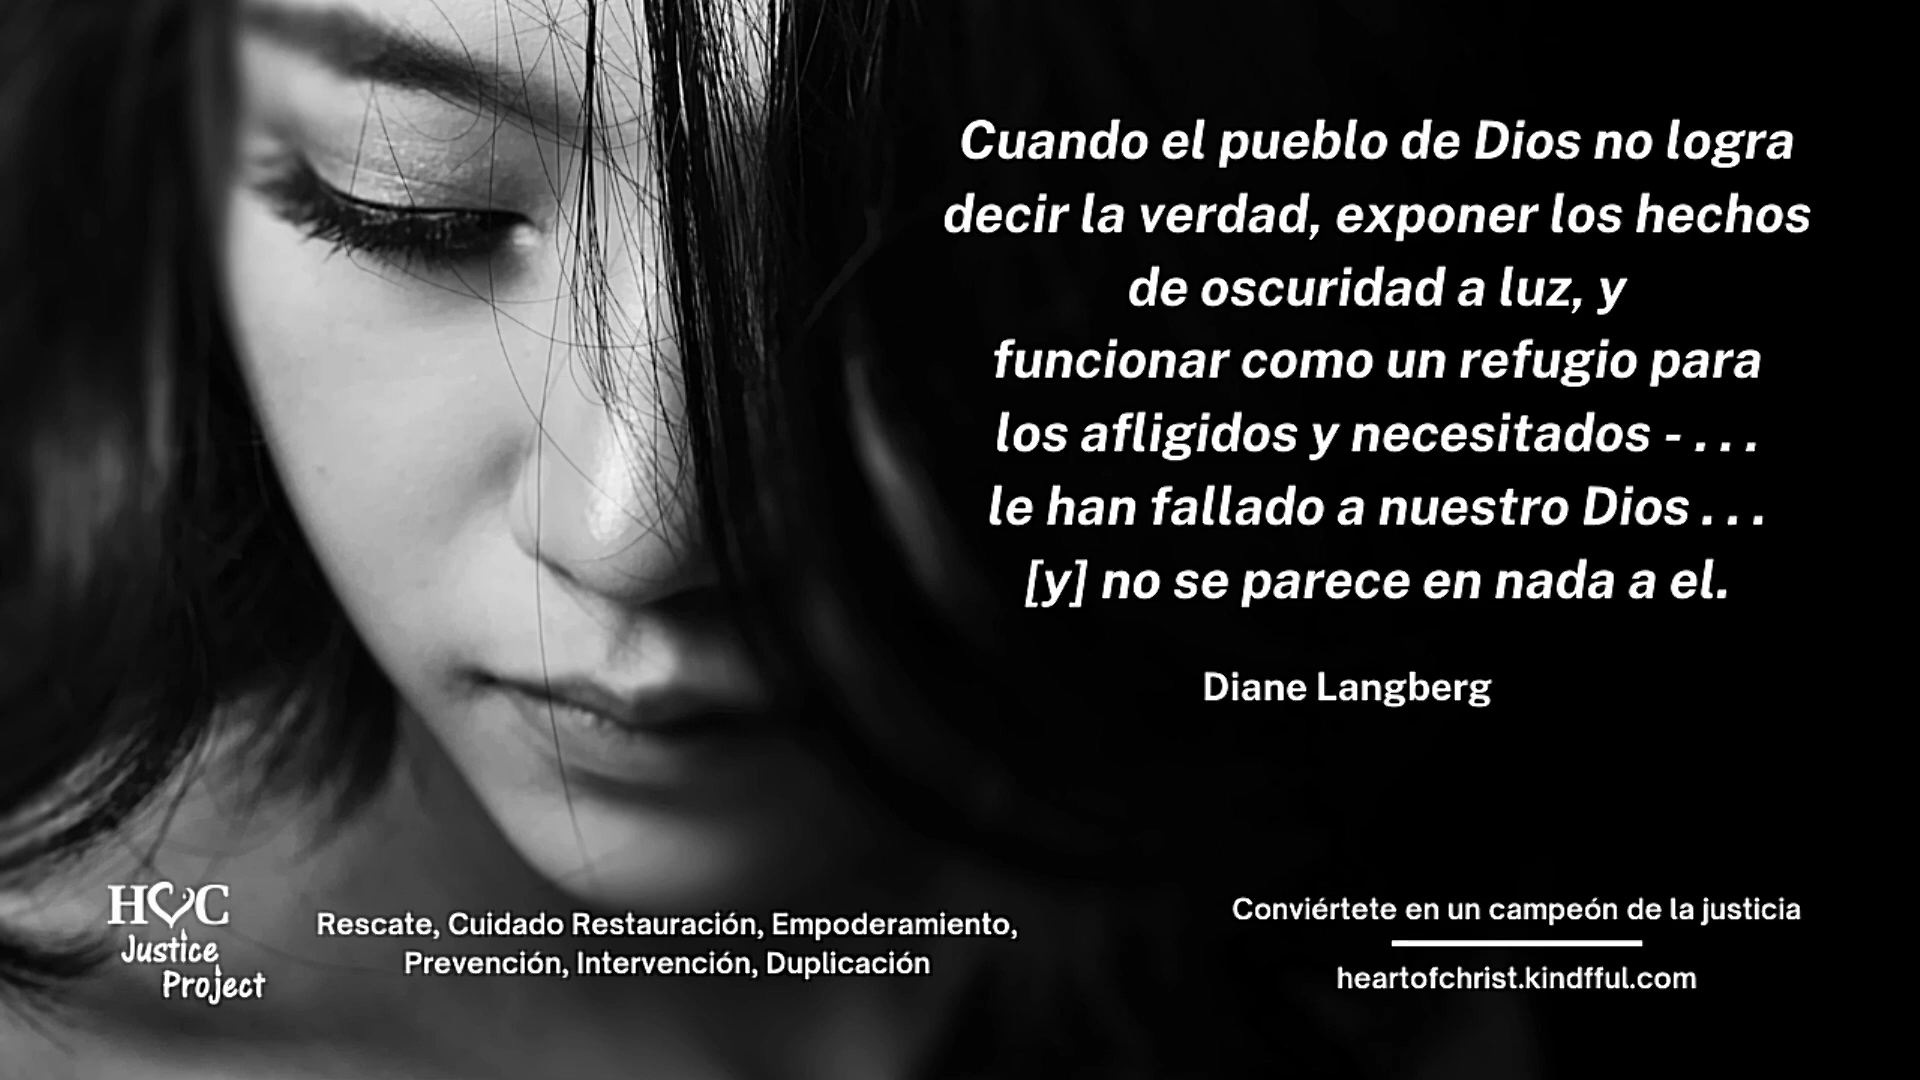 Cuando el pueblo de Dios no logra
decir la verdad, exponer los hechos
de oscuridad a luz, y
funcionar como un refugio para
los afligidos y necesitados - . . .
le han fallado a nuestro Dios . . .
[y] no se parece en nada a el.
Diane Langberg
HOC
Justice
Project
Rescate, Cuidado Restauración, Empoderamiento,
Prevención, Intervención, Duplicación
Conviértete en un campeón de la justicia
heartofchrist.kindfful.com